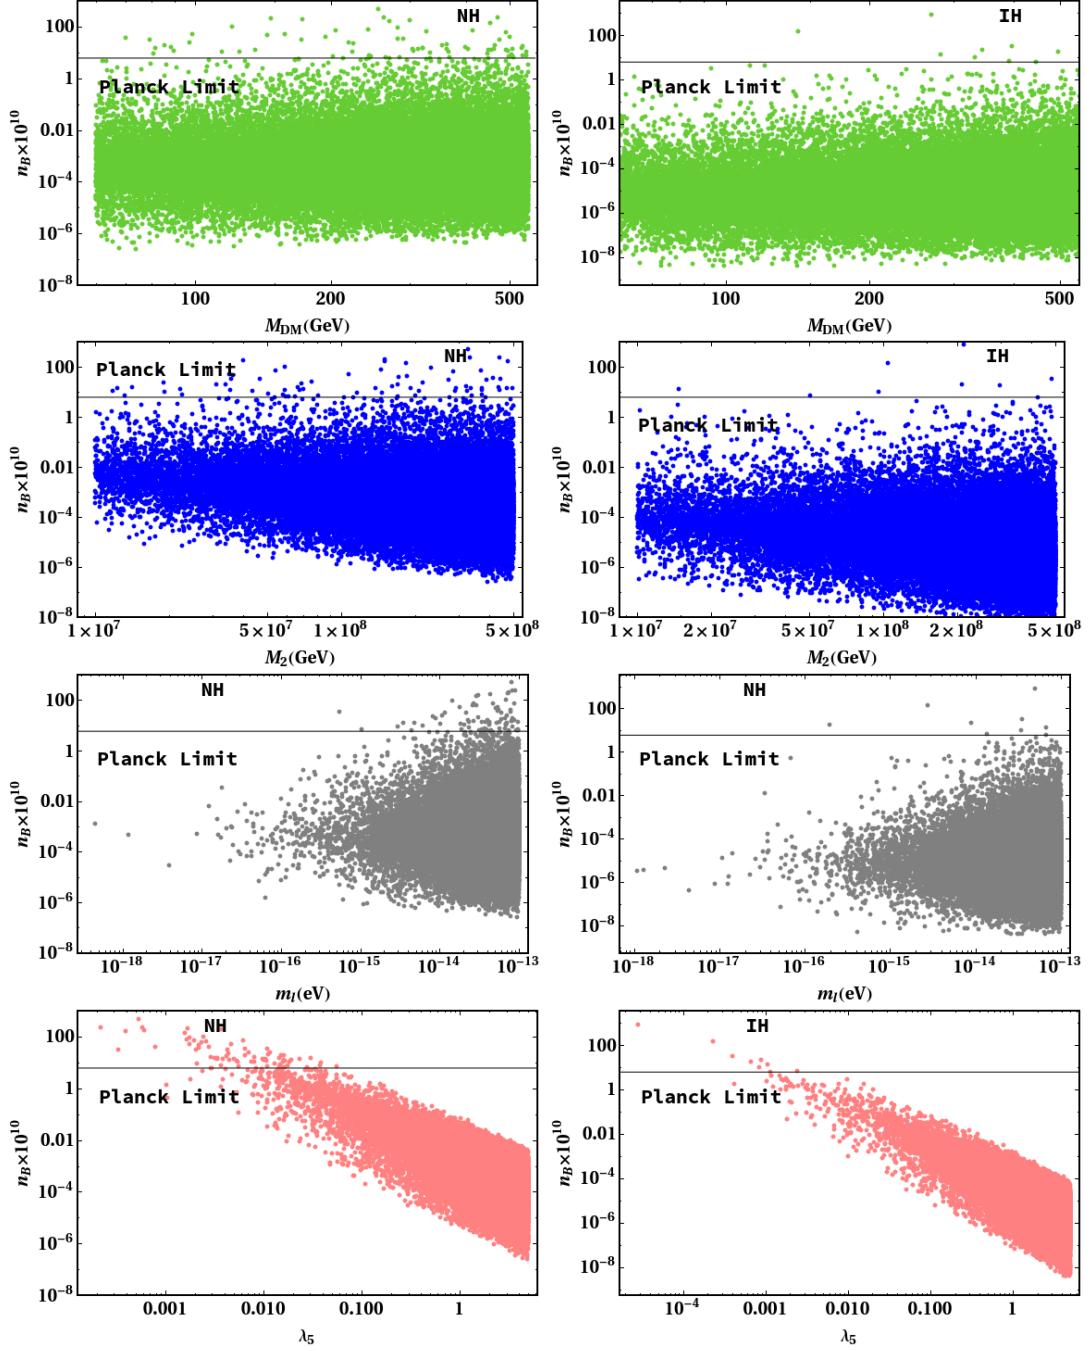 NH
Planck Limit
n_B×10^10
100
1
0.01
10^−4
10^−6
10^−8
100
200
500
M_DM(GeV)
IH
Planck Limit
n_B×10^10
100
1
0.01
10^−4
10^−6
10^−8
100
200
500
M_DM(GeV)
Planck Limit
NH
n_B×10^10
100
1
0.01
10^−4
10^−6
10^−8
1×10^7
5×10^7
1×10^8
5×10^8
M_2(GeV)
IH
Planck Limit
n_B×10^10
100
1
0.01
10^−4
10^−6
10^−8
1×10^7
2×10^7
5×10^7
1×10^8
2×10^8
5×10^8
M_2(GeV)
NH
Planck Limit
n_B×10^10
100
1
0.01
10^−4
10^−6
10^−8
10^−18
10^−17
10^−16
10^−15
10^−14
10^−13
m_l(eV)
NH
Planck Limit
n_B×10^10
100
1
0.01
10^−4
10^−6
10^−8
10^−18
10^−17
10^−16
10^−15
10^−14
10^−13
m_l(eV)
NH
Planck Limit
n_B×10^10
100
1
0.01
10^−4
10^−6
10^−8
0.001
0.010
0.100
1
λ_5
IH
Planck Limit
n_B×10^10
100
1
0.01
10^−4
10^−6
10^−8
10^−4
0.001
0.010
0.100
1
λ_5